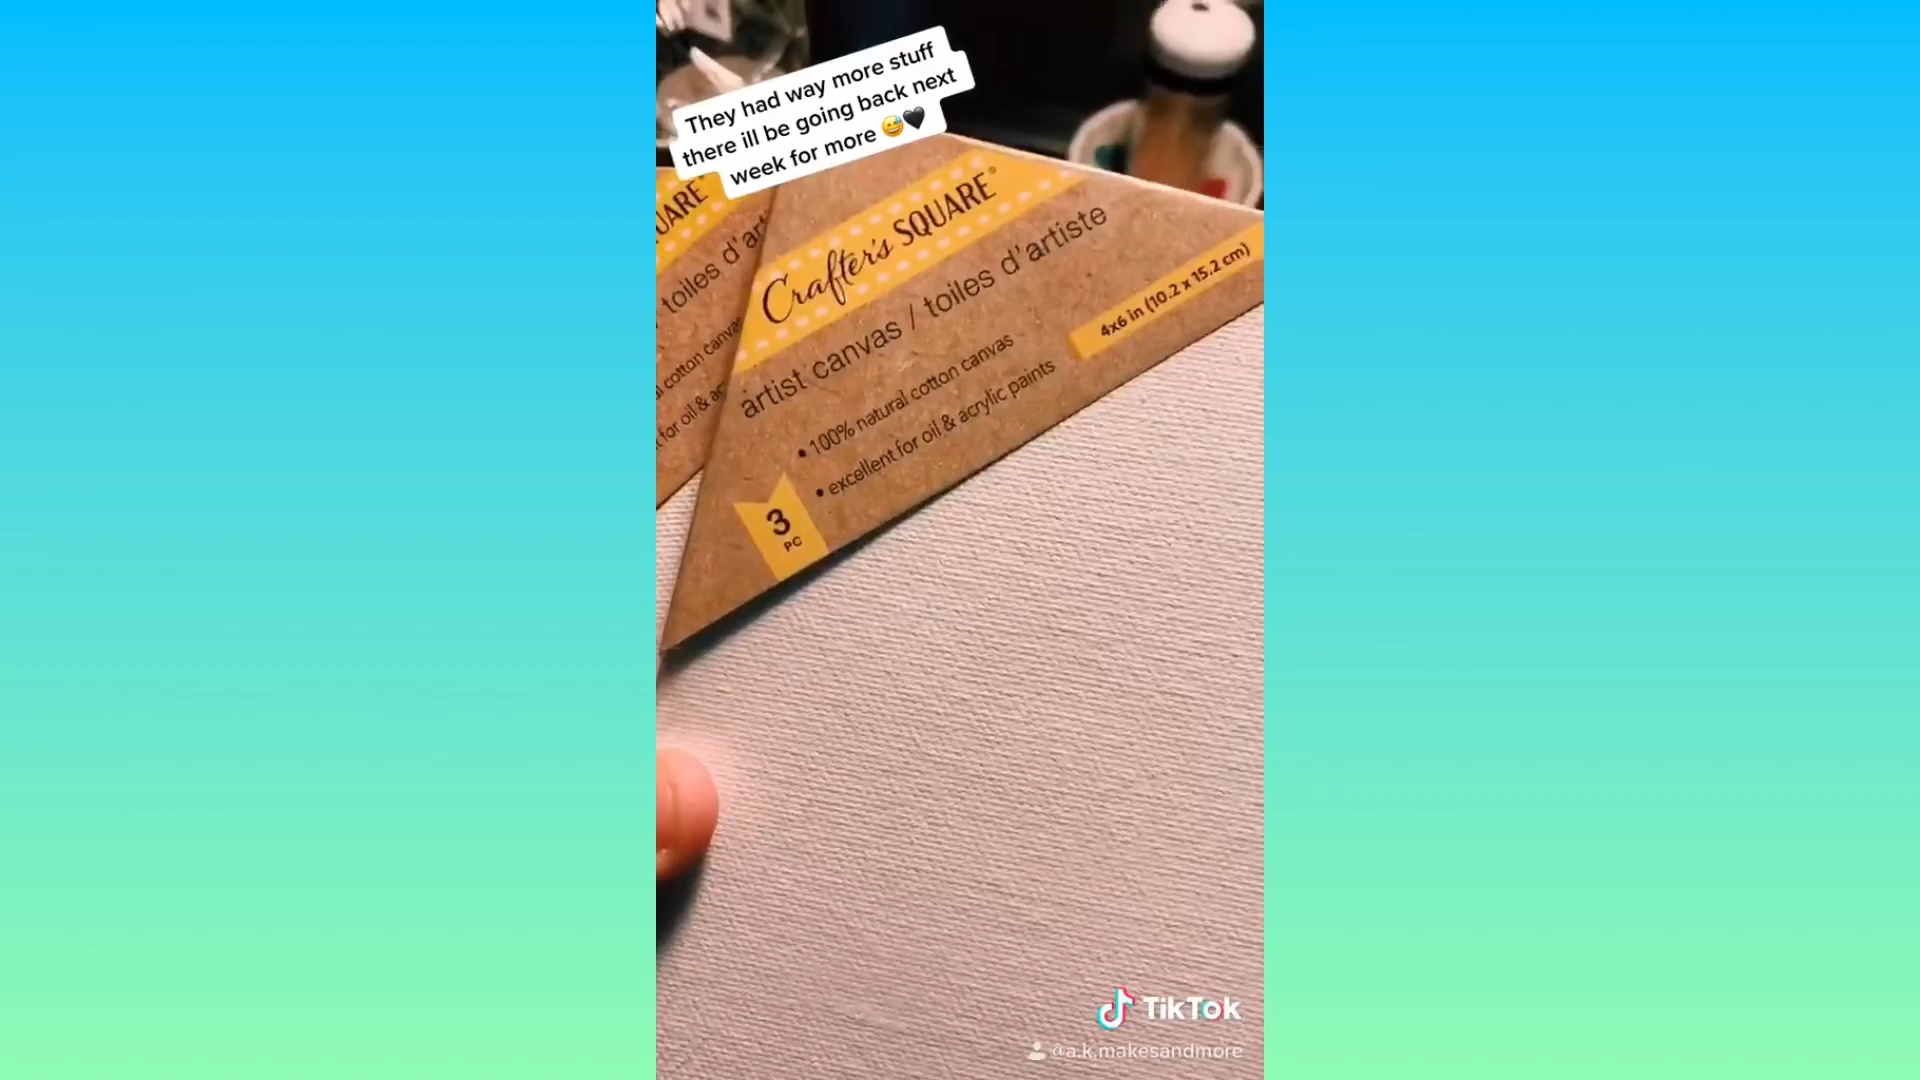 They had way more stuff
there ill be going back next
week for more 😅🖤
Crafter's SQUARE®
artist canvas / toiles d'artiste
4x6 in (10.2 x 15.2 cm)
• 100% natural cotton canvas
• excellent for oil & acrylic paints
3
PC
toiles d'art
cotton canva
for oil & ac
TikTok
@a.k.makesandmore